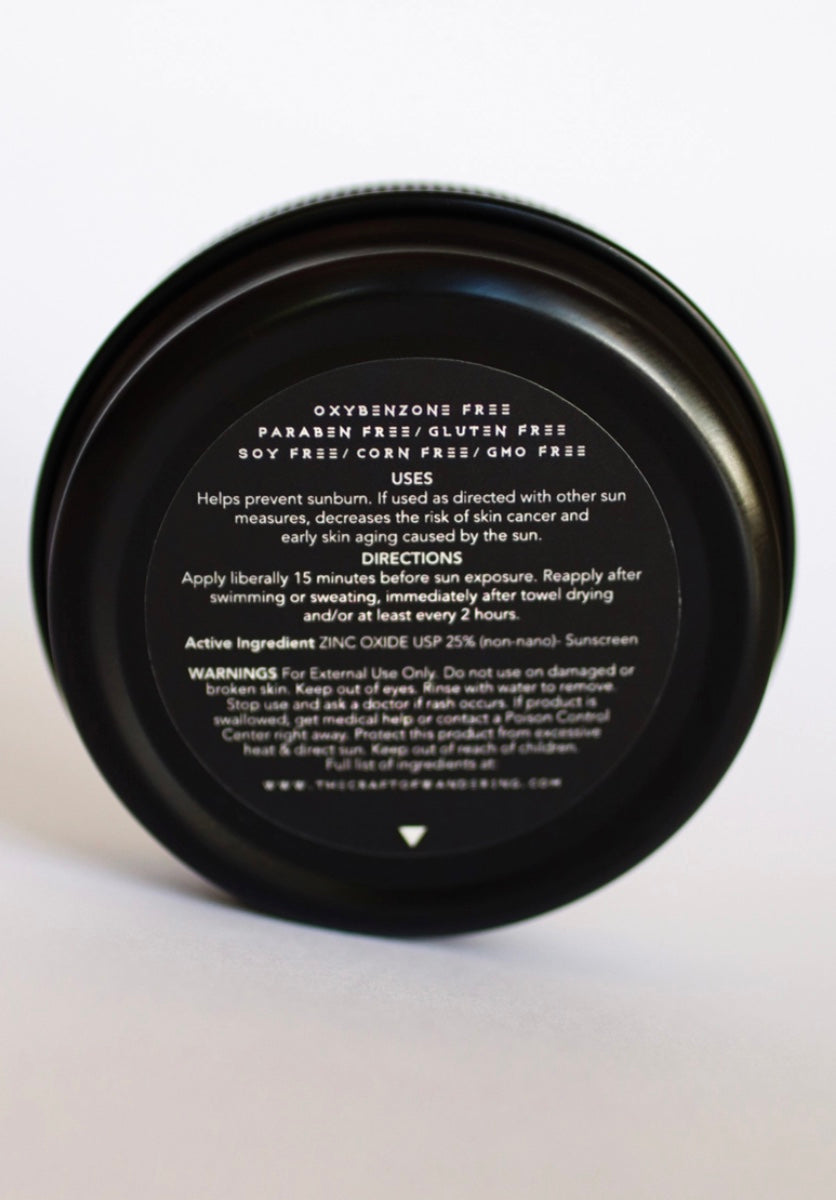 OXYBENZONE FREE
PARABEN FREE/GLUTEN FREE
SOY FREE/CORN FREE/GMO FREE
USES
Helps prevent sunburn. If used as directed with other sun
measures, decreases the risk of skin cancer and
early skin aging caused by the sun.
DIRECTIONS
Apply liberally 15 minutes before sun exposure. Reapply after
swimming or sweating, immediately after towel drying
and/or at least every 2 hours.
Active Ingredient ZINC OXIDE USP 25% (non-nano)- Sunscreen
WARNINGS For External Use Only. Do not use on damaged or
broken skin. Keep out of eyes. Rinse with water to remove.
Stop use and ask a doctor if rash occurs. If product is
swallowed, get medical help or contact a Poison Control
Center right away. Protect this product from excessive
heat & direct sun. Keep out of reach of children.
Full list of ingredients at:
WWW.THECRAFTOFWANDERING.COM